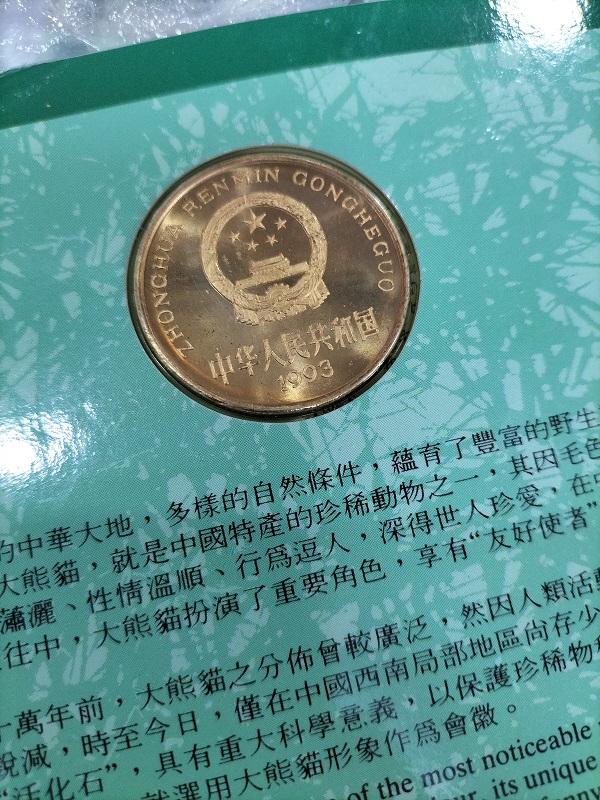 ZHONGHUA RENMIN GONGHEGUO
中华人民共和国
1993
的中華大地，多樣的自然條件，蘊育了豐富的野生
大熊貓，就是中國特產的珍稀動物之一，其因毛色
瀟灑、性情溫順、行爲逗人，深得世人珍愛，在中
往中，大熊貓扮演了重要角色，享有“友好使者”
十萬年前，大熊貓之分佈曾較廣泛，然因人類活動
銳減，時至今日，僅在中國西南局部地區尚存少
“活化石”，具有重大科學意義，以保護珍稀物種
就選用大熊貓形象作爲會徽。
of the most noticeable
its unique